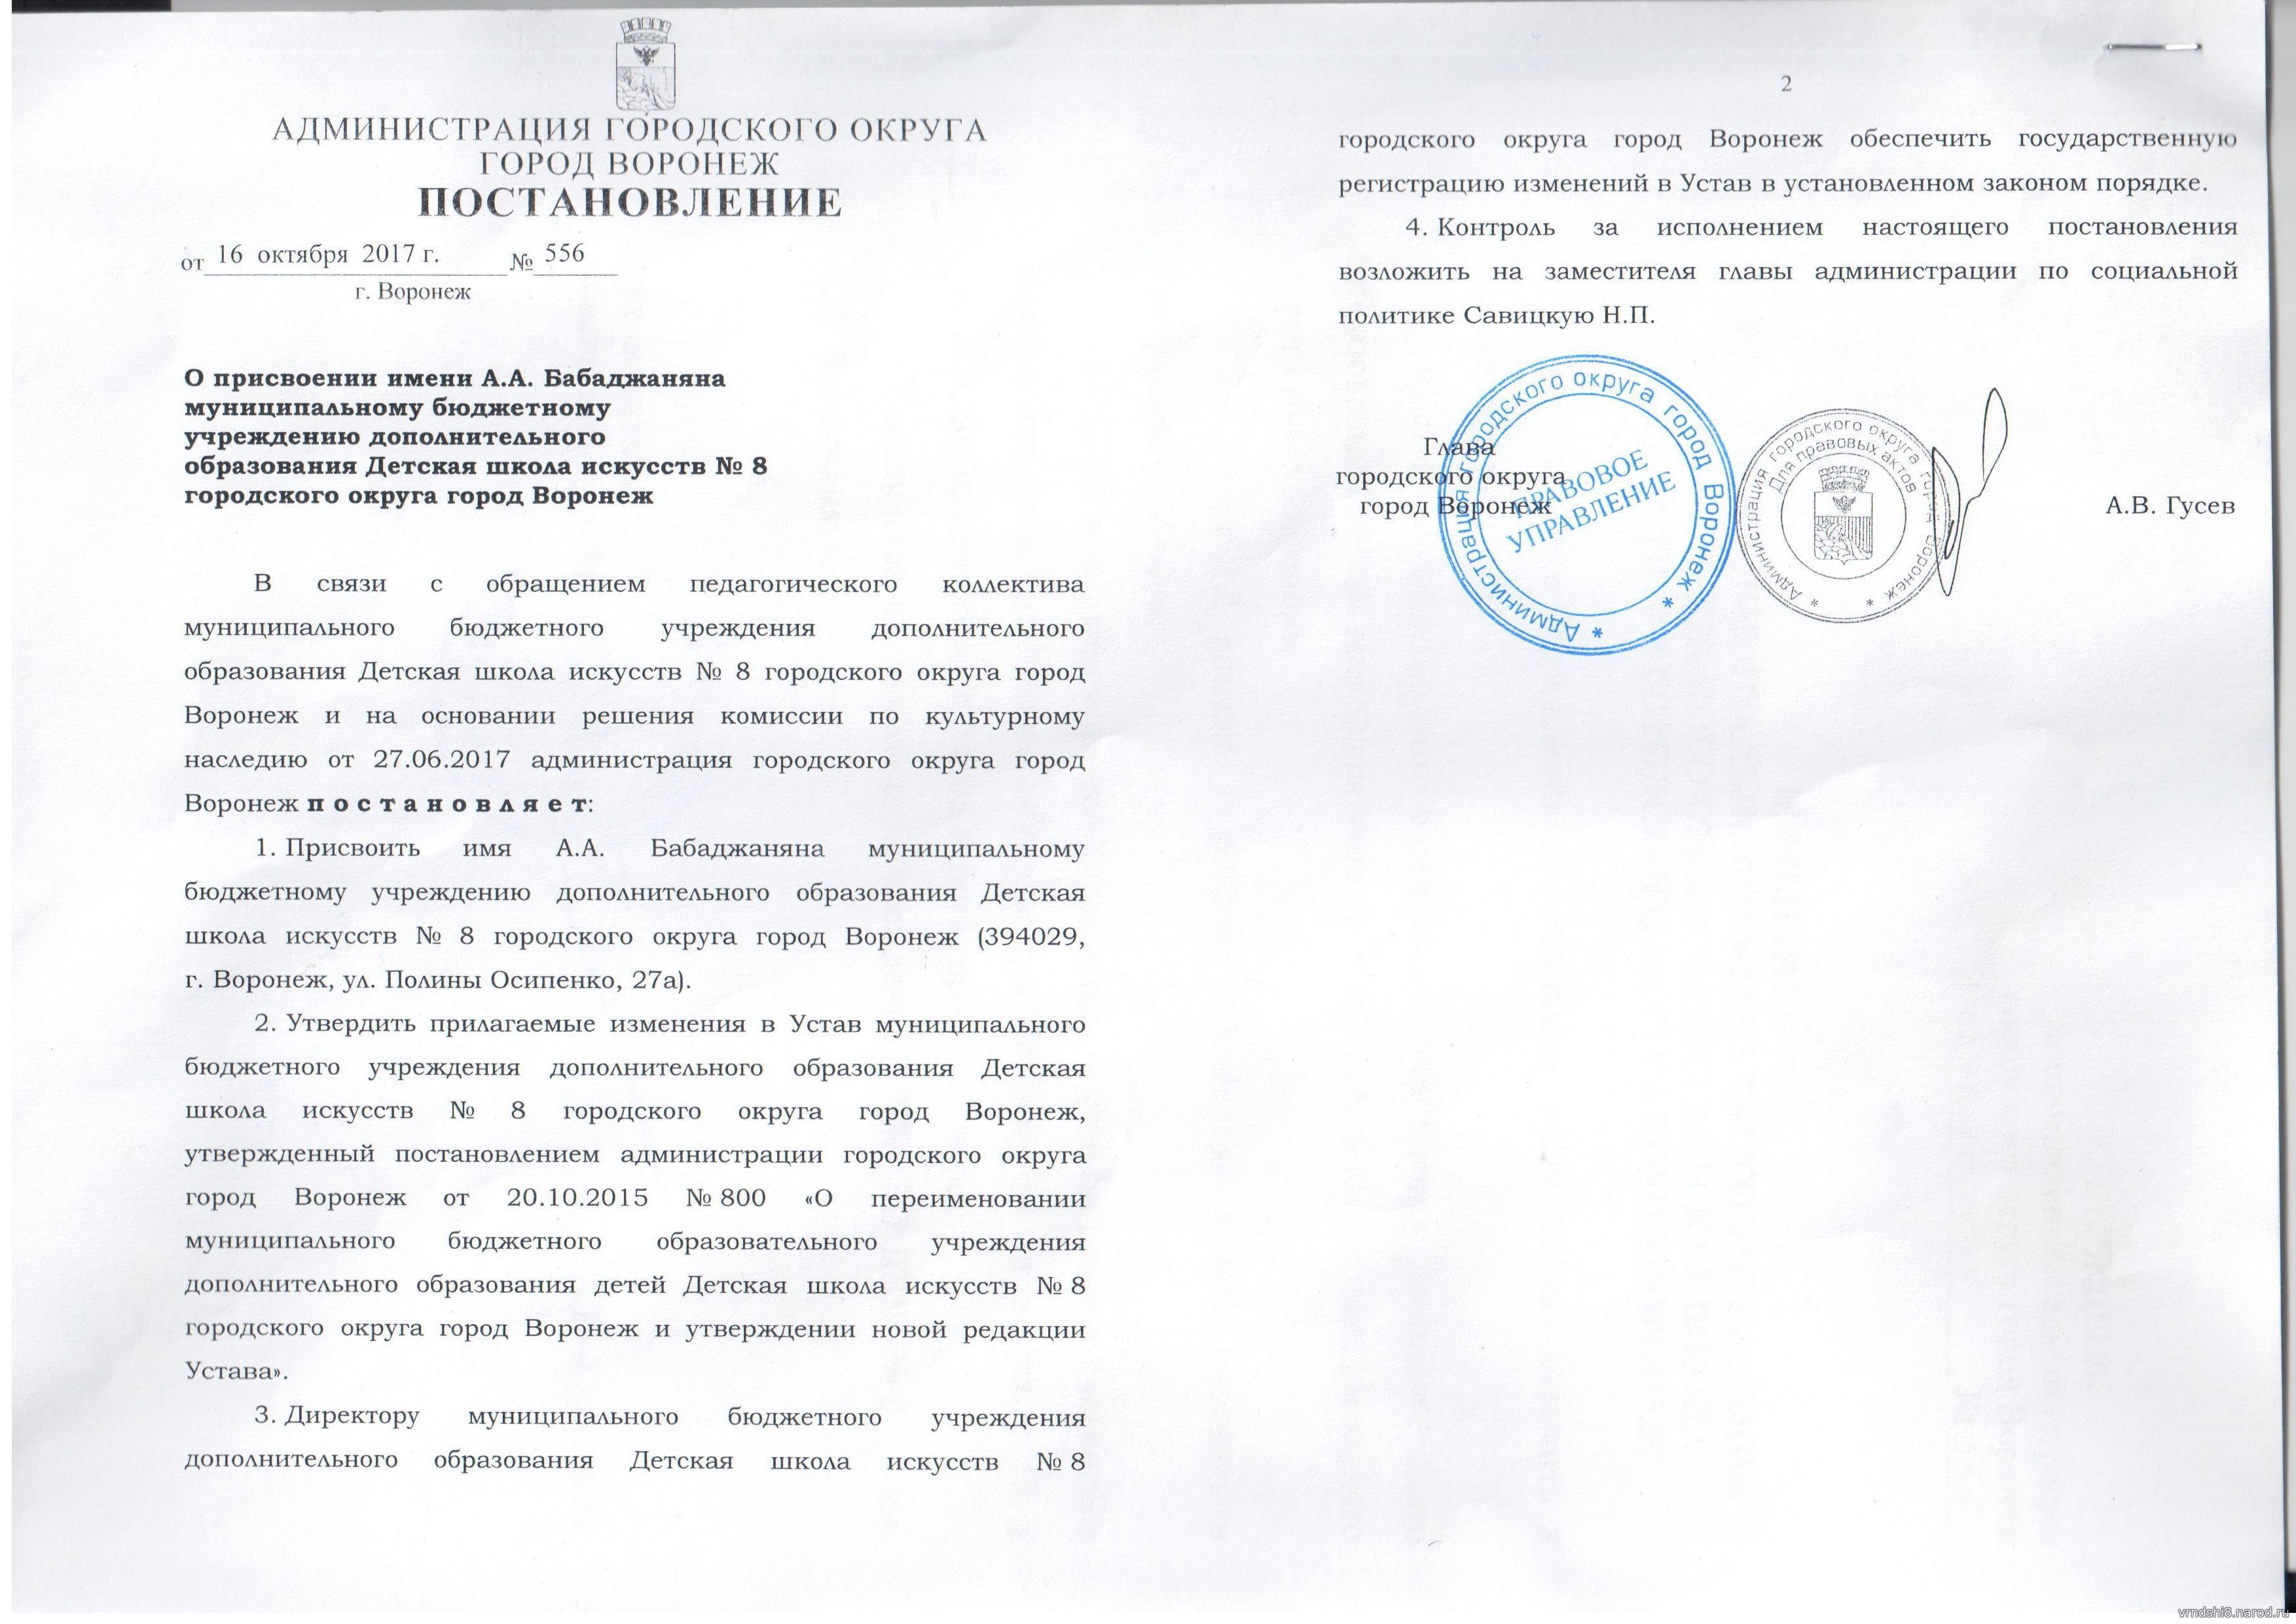 АДМИНИСТРАЦИЯ ГОРОДСКОГО ОКРУГА
ГОРОД ВОРОНЕЖ
ПОСТАНОВЛЕНИЕ
от 16 октября 2017 г. № 556
г. Воронеж
О присвоении имени А.А. Бабаджаняна
муниципальному бюджетному
учреждению дополнительного
образования Детская школа искусств № 8
городского округа город Воронеж
В связи с обращением педагогического коллектива
муниципального бюджетного учреждения дополнительного
образования Детская школа искусств № 8 городского округа город
Воронеж и на основании решения комиссии по культурному
наследию от 27.06.2017 администрация городского округа город
Воронеж п о с т а н о в л я е т:
1. Присвоить имя А.А. Бабаджаняна муниципальному
бюджетному учреждению дополнительного образования Детская
школа искусств № 8 городского округа город Воронеж (394029,
г. Воронеж, ул. Полины Осипенко, 27а).
2. Утвердить прилагаемые изменения в Устав муниципального
бюджетного учреждения дополнительного образования Детская
школа искусств № 8 городского округа город Воронеж,
утвержденный постановлением администрации городского округа
город Воронеж от 20.10.2015 № 800 «О переименовании
муниципального бюджетного образовательного учреждения
дополнительного образования детей Детская школа искусств № 8
городского округа город Воронеж и утверждении новой редакции
Устава».
3. Директору муниципального бюджетного учреждения
дополнительного образования Детская школа искусств № 8
2
городского округа город Воронеж обеспечить государственную
регистрацию изменений в Устав в установленном законом порядке.
4. Контроль за исполнением настоящего постановления
возложить на заместителя главы администрации по социальной
политике Савицкую Н.П.
Глава
городского округа
город Воронеж
А.В. Гусев
* Администрация городского округа город Воронеж *
ПРАВОВОЕ
УПРАВЛЕНИЕ
* Администрация городского округа город Воронеж *
Для правовых актов
vrndshi8.narod.ru